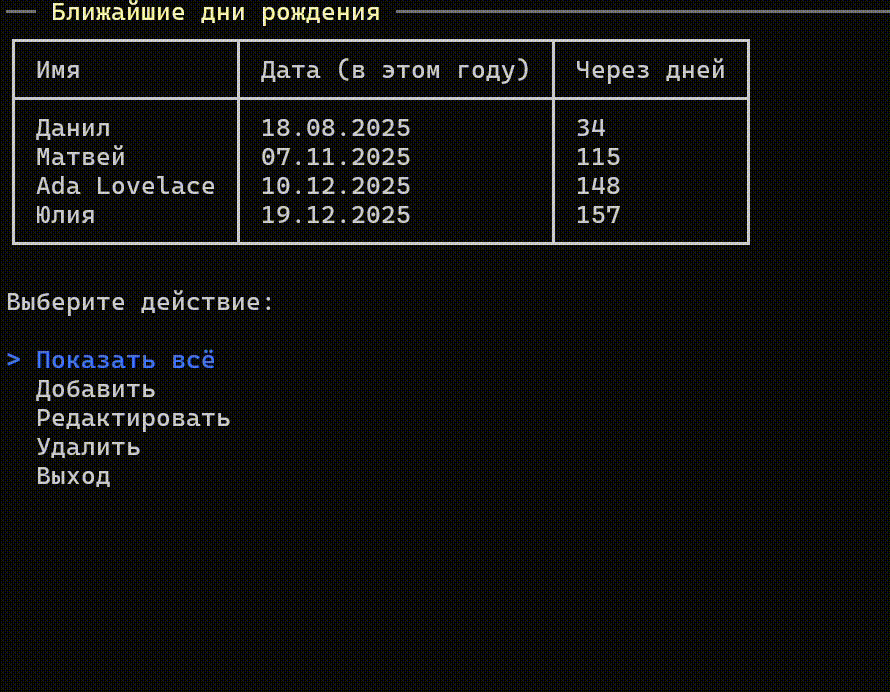 Ближайшие дни рождения
Имя Дата (в этом году) Через дней
Данил 18.08.2025 34
Матвей 07.11.2025 115
Ada Lovelace 10.12.2025 148
Юлия 19.12.2025 157
Выберите действие:
> Показать всё
Добавить
Редактировать
Удалить
Выход